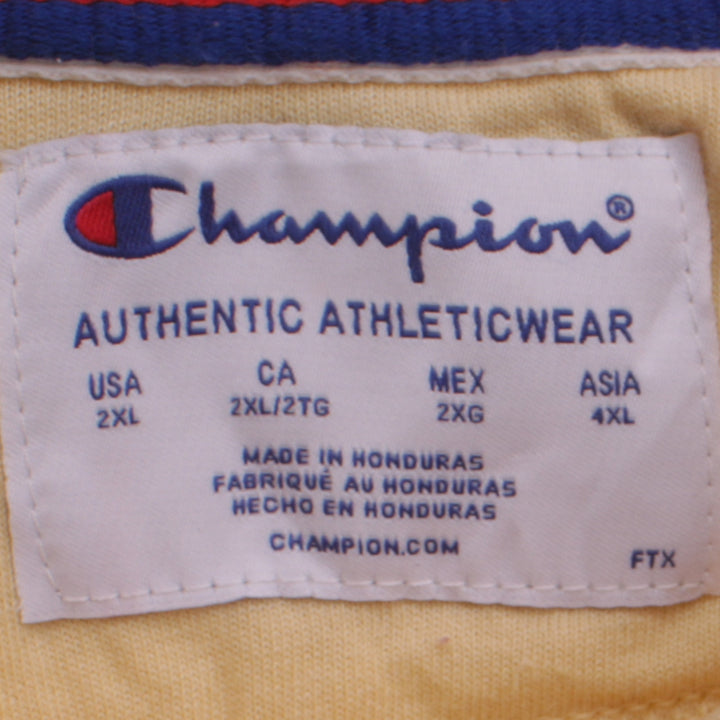 Champion®
AUTHENTIC ATHLETICWEAR
USA CA MEX ASIA
2XL 2XL/2TG 2XG 4XL
MADE IN HONDURAS
FABRIQUÉ AU HONDURAS
HECHO EN HONDURAS
CHAMPION.COM
FTX